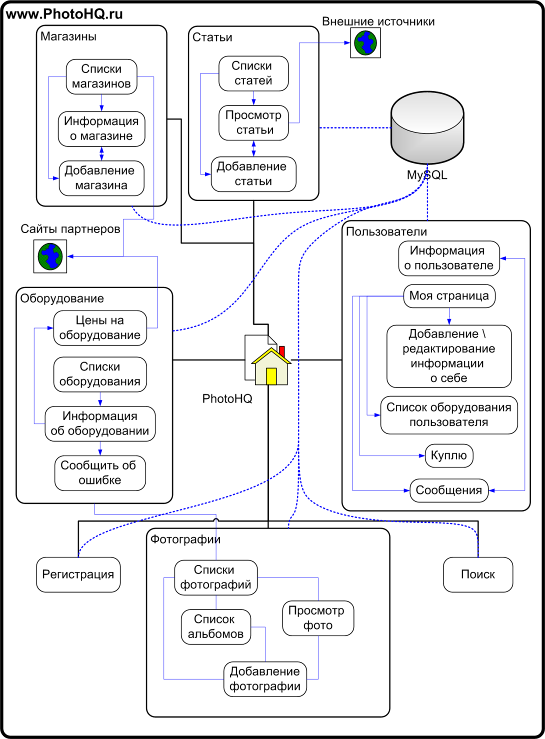 www.PhotoHQ.ru
Внешние источники
Магазины
Списки
магазинов
Информация
о магазине
Добавление
магазина
Статьи
Списки
статей
Просмотр
статьи
Добавление
статьи
MySQL
Сайты партнеров
Пользователи
Информация
о пользователе
Моя страница
Добавление \
редактирование
информации
о себе
Список оборудования
пользователя
Куплю
Сообщения
Оборудование
Цены на
оборудование
Списки
оборудования
Информация
об оборудовании
Сообщить об
ошибке
PhotoHQ
Регистрация
Фотографии
Списки
фотографий
Список
альбомов
Просмотр
фото
Добавление
фотографии
Поиск